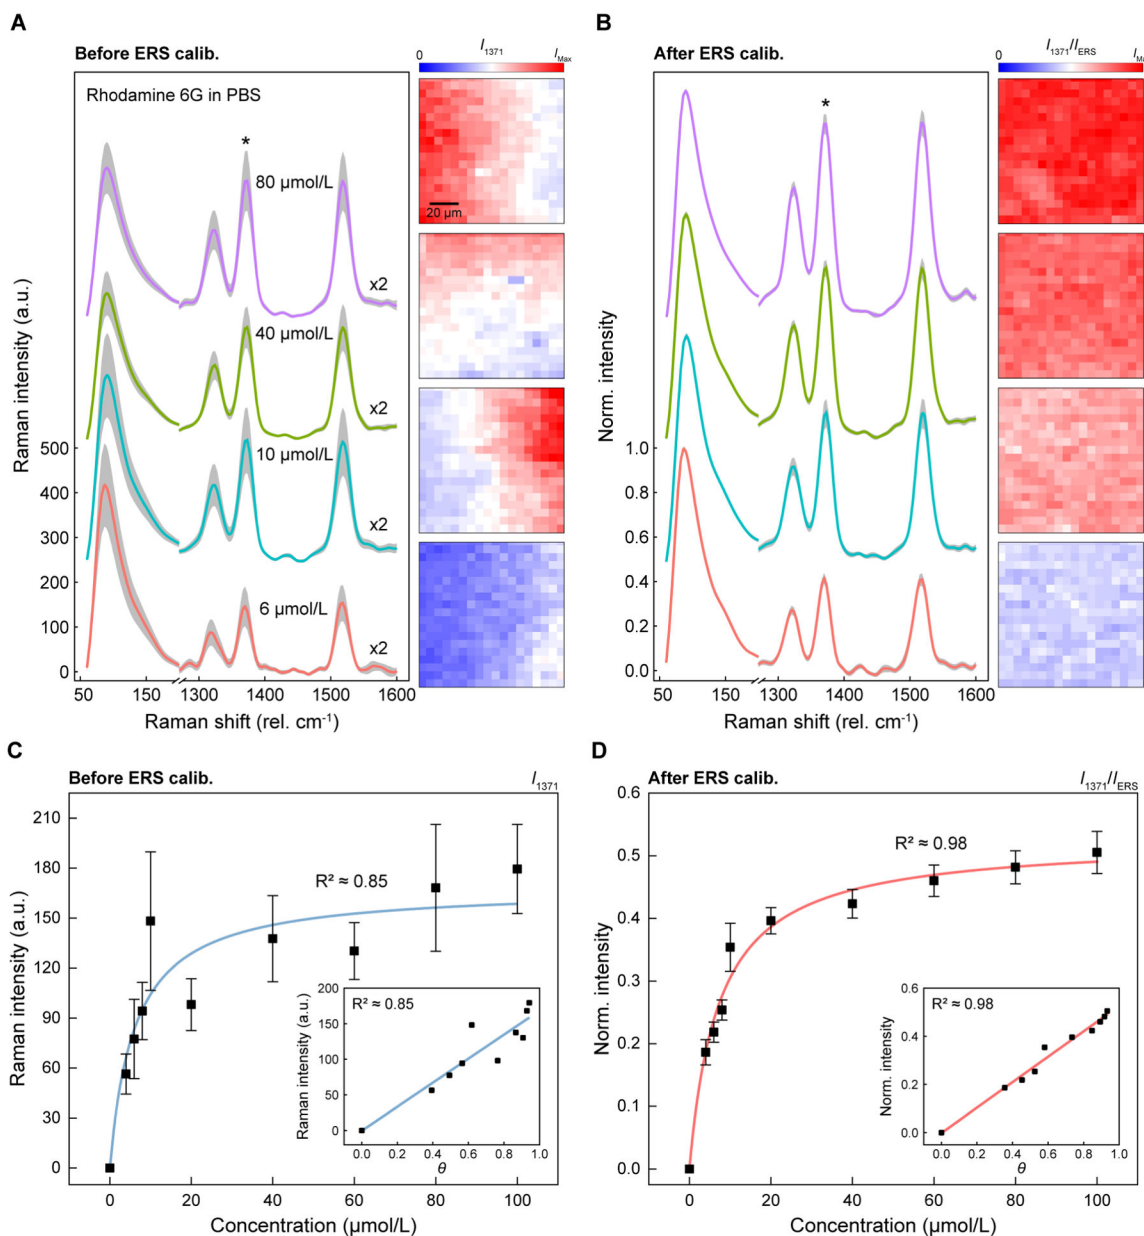 A
Before ERS calib.
0
I1371
IMax
Rhodamine 6G in PBS
*
80 µmol/L
20 µm
x2
40 µmol/L
x2
10 µmol/L
x2
6 µmol/L
x2
Raman intensity (a.u.)
500
400
300
200
100
0
50
150
1300
1400
1500
1600
Raman shift (rel. cm-1)
B
After ERS calib.
0
I1371/IERS
*
Norm. intensity
1.0
0.8
0.6
0.4
0.2
0.0
50
150
1300
1400
1500
1600
Raman shift (rel. cm-1)
C
Before ERS calib.
I1371
Raman intensity (a.u.)
210
180
150
120
90
60
30
0
R² ≈ 0.85
0
20
40
60
80
100
Concentration (µmol/L)
R² ≈ 0.85
Raman intensity (a.u.)
200
150
100
50
0
0.0
0.2
0.4
0.6
0.8
1.0
θ
D
After ERS calib.
I1371/IERS
Norm. intensity
0.6
0.5
0.4
0.3
0.2
0.1
0.0
R² ≈ 0.98
0
20
40
60
80
100
Concentration (µmol/L)
R² ≈ 0.98
Norm. intensity
0.6
0.4
0.2
0.0
0.0
0.2
0.4
0.6
0.8
1.0
θ